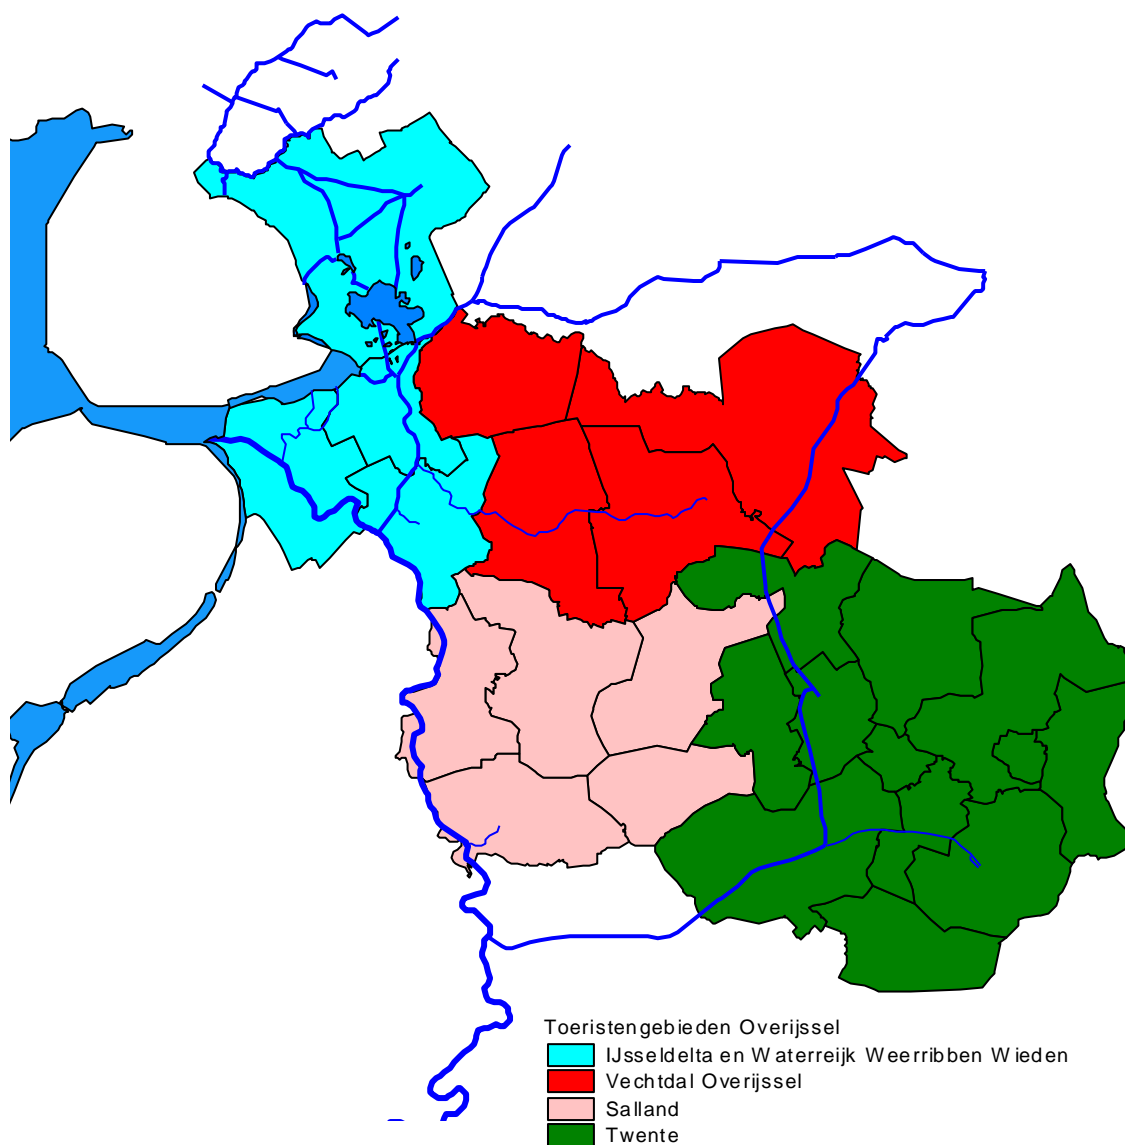 Toeristengebieden Overijssel
IJsseldelta en Waterreijk Weerribben Wieden
Vechtdal Overijssel
Salland
Twente